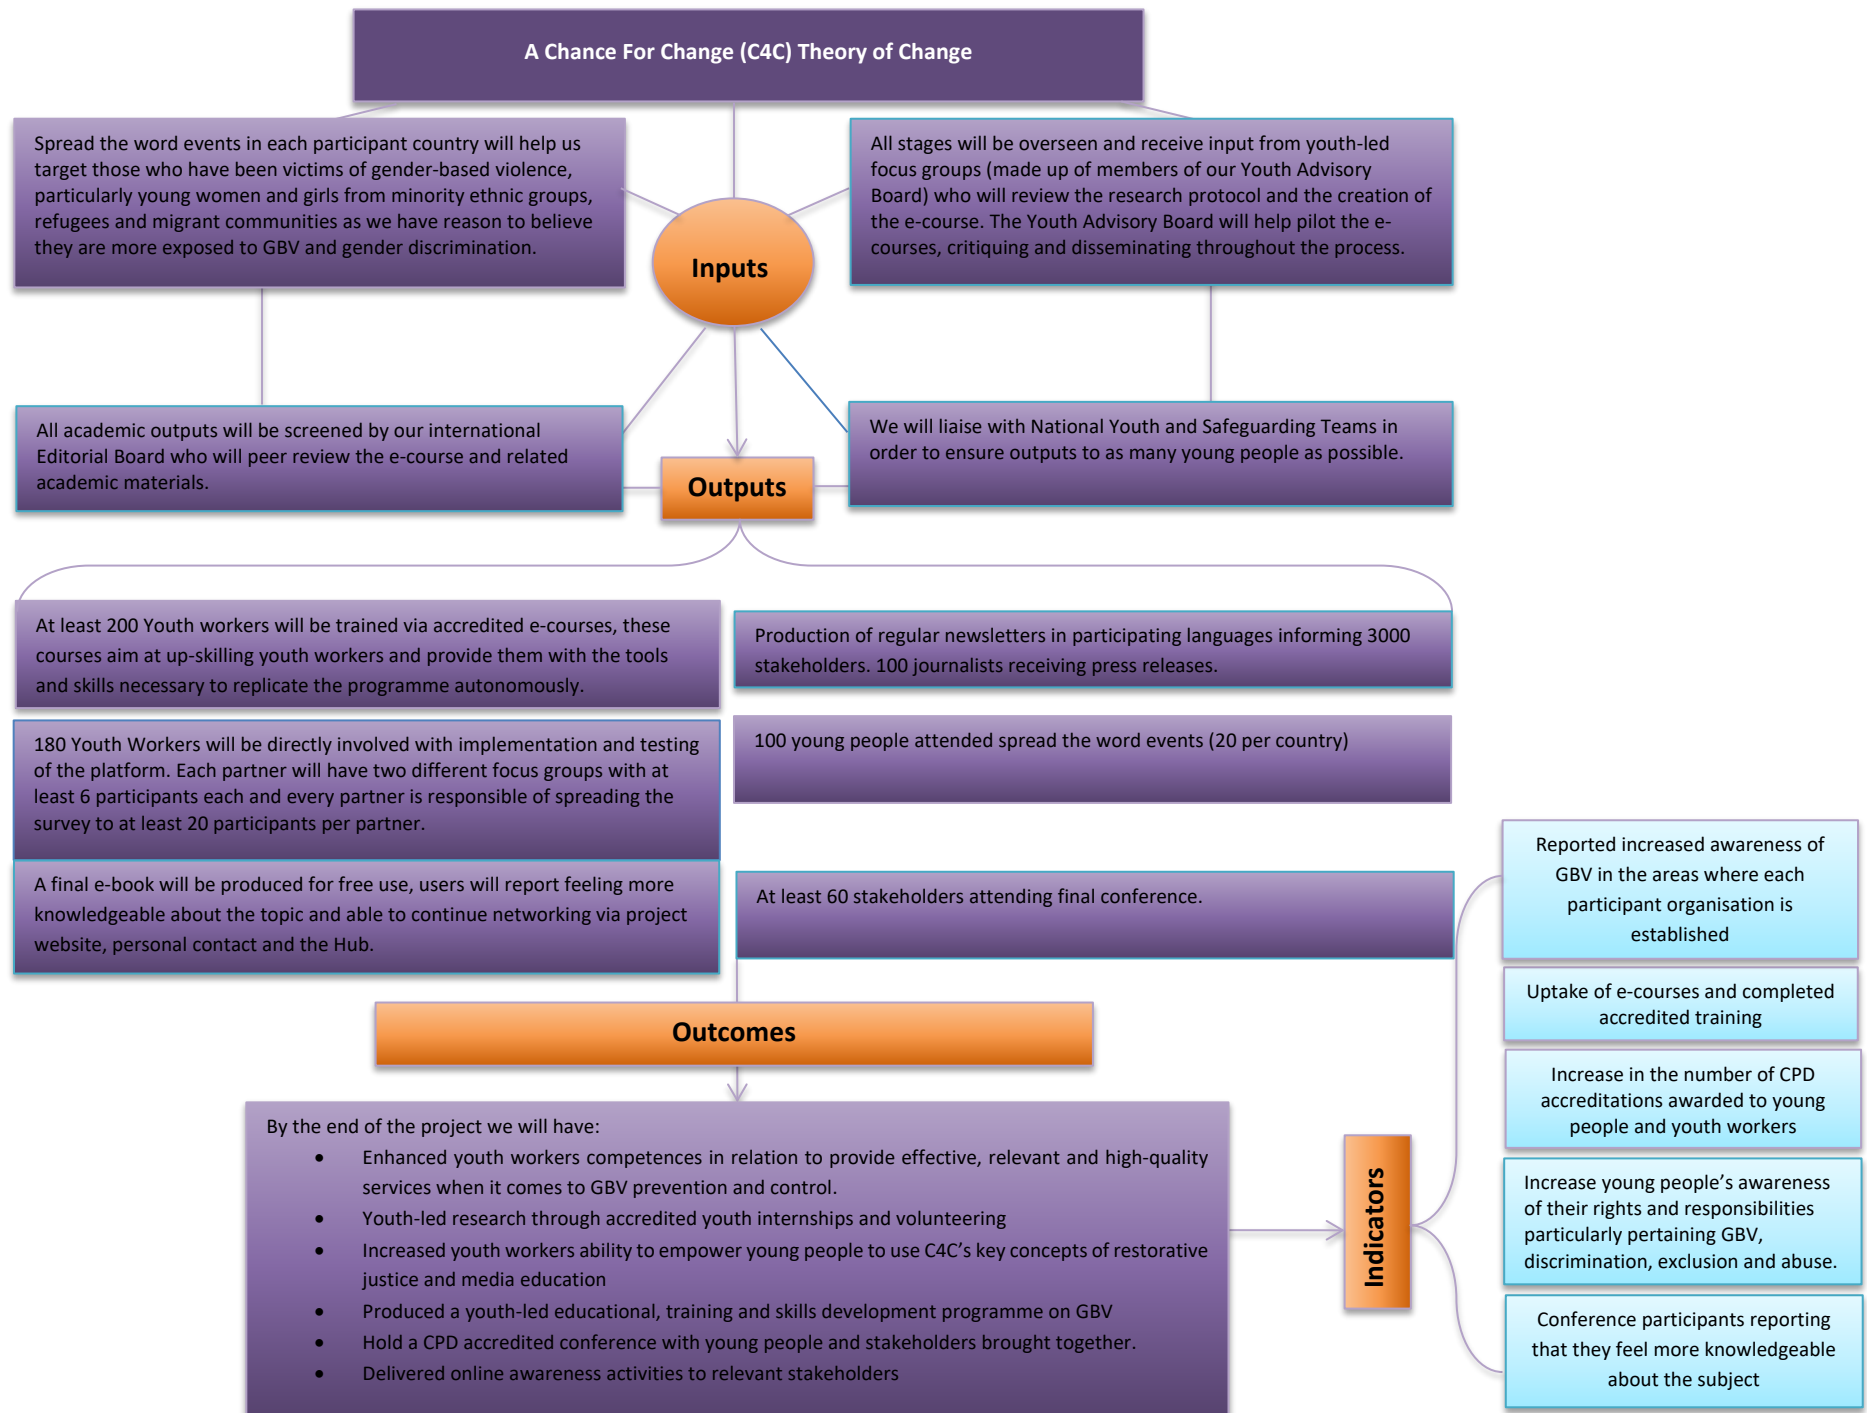 A Chance For Change (C4C) Theory of Change
Spread the word events in each participant country will help us
target those who have been victims of gender-based violence,
particularly young women and girls from minority ethnic groups,
refugees and migrant communities as we have reason to believe
they are more exposed to GBV and gender discrimination.
All stages will be overseen and receive input from youth-led
focus groups (made up of members of our Youth Advisory
Board) who will review the research protocol and the creation of
the e-course. The Youth Advisory Board will help pilot the e-
courses, critiquing and disseminating throughout the process.
Inputs
All academic outputs will be screened by our international
Editorial Board who will peer review the e-course and related
academic materials.
We will liaise with National Youth and Safeguarding Teams in
order to ensure outputs to as many young people as possible.
Outputs
At least 200 Youth workers will be trained via accredited e-courses, these
courses aim at up-skilling youth workers and provide them with the tools
and skills necessary to replicate the programme autonomously.
Production of regular newsletters in participating languages informing 3000
stakeholders. 100 journalists receiving press releases.
180 Youth Workers will be directly involved with implementation and testing
of the platform. Each partner will have two different focus groups with at
least 6 participants each and every partner is responsible of spreading the
survey to at least 20 participants per partner.
100 young people attended spread the word events (20 per country)
A final e-book will be produced for free use, users will report feeling more
knowledgeable about the topic and able to continue networking via project
website, personal contact and the Hub.
At least 60 stakeholders attending final conference.
Outcomes
By the end of the project we will have:
• Enhanced youth workers competences in relation to provide effective, relevant and high-quality
services when it comes to GBV prevention and control.
• Youth-led research through accredited youth internships and volunteering
• Increased youth workers ability to empower young people to use C4C's key concepts of restorative
justice and media education
• Produced a youth-led educational, training and skills development programme on GBV
• Hold a CPD accredited conference with young people and stakeholders brought together.
• Delivered online awareness activities to relevant stakeholders
Indicators
Reported increased awareness of
GBV in the areas where each
participant organisation is
established
Uptake of e-courses and completed
accredited training
Increase in the number of CPD
accreditations awarded to young
people and youth workers
Increase young people's awareness
of their rights and responsibilities
particularly pertaining GBV,
discrimination, exclusion and abuse.
Conference participants reporting
that they feel more knowledgeable
about the subject